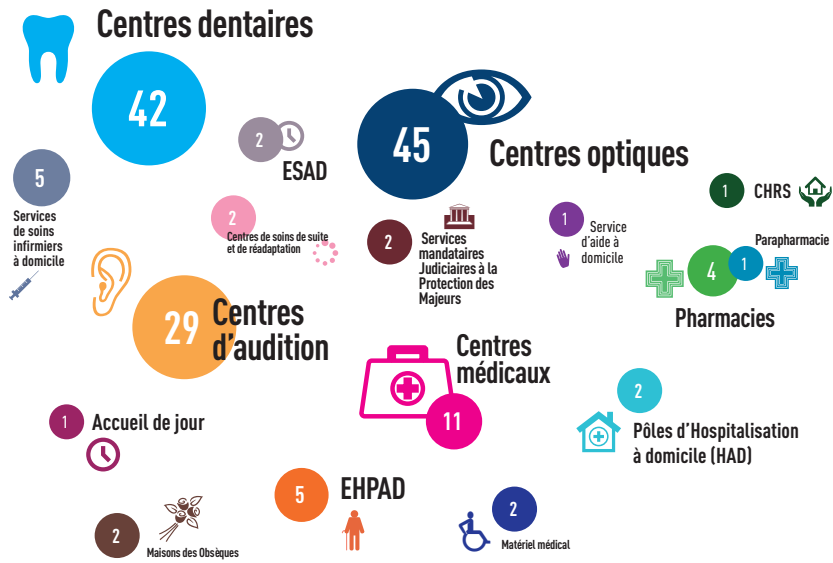 Centres dentaires
42
2
ESAD
45
Centres optiques
5
Services
de soins
infirmiers
à domicile
2
Centres de soins de suite
et de réadaptation
2
Services
mandataires
Judiciaires à la
Protection des
Majeurs
1
Service
d'aide à
domicile
1
CHRS
Parapharmacie
4
1
Pharmacies
29
Centres
d'audition
Centres
médicaux
11
1
Accueil de jour
2
Pôles d'Hospitalisation
à domicile (HAD)
5
EHPAD
2
Maisons des Obsèques
2
Matériel médical